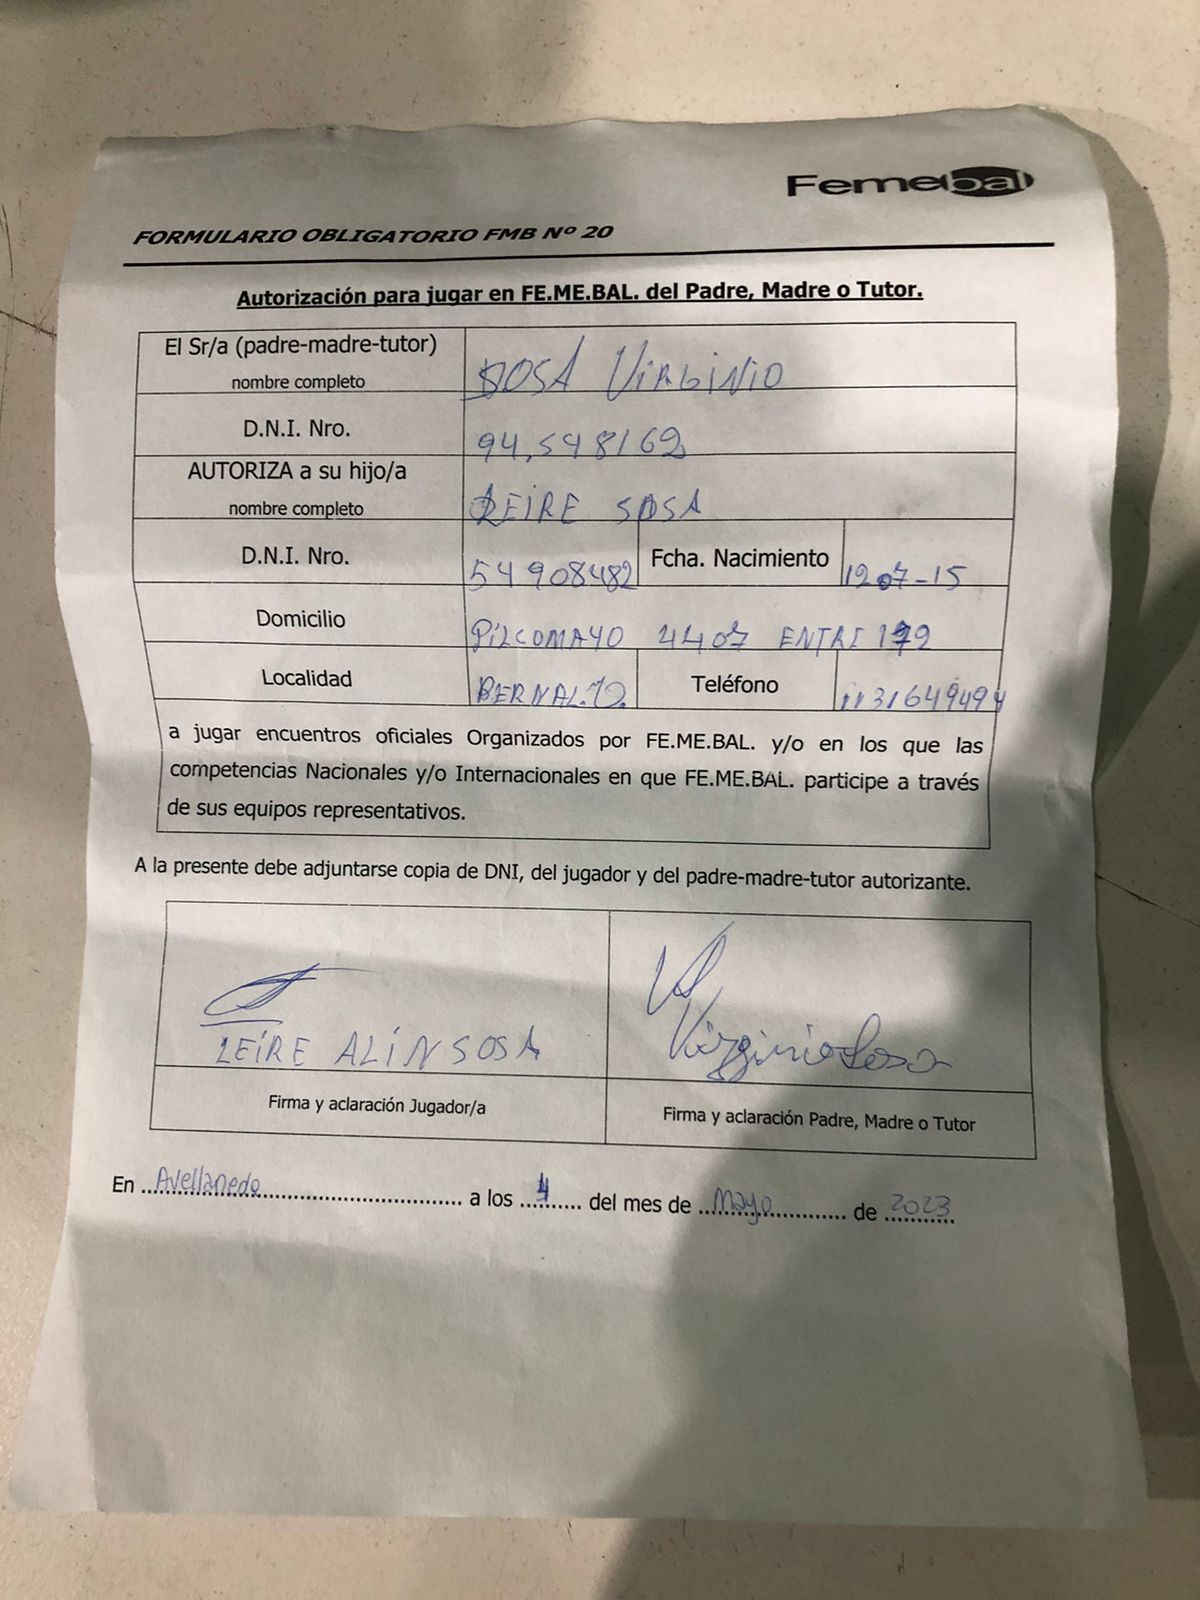 Femebal
FORMULARIO OBLIGATORIO FMB Nº 20
Autorización para jugar en FE.ME.BAL. del Padre, Madre o Tutor.
El Sr/a (padre-madre-tutor)
nombre completo
SOSA VIRGINIO
D.N.I. Nro.
94,548162
AUTORIZA a su hijo/a
nombre completo
LEIRE SOSA
D.N.I. Nro.
54908482
Fcha. Nacimiento
12 07-15
Domicilio
PILCOMAYO 4407 ENTRE
Localidad
BERNAL.
Teléfono
1131649494
a jugar encuentros oficiales Organizados por FE.ME.BAL. y/o en los que las
competencias Nacionales y/o Internacionales en que FE.ME.BAL. participe a través
de sus equipos representativos.
A la presente debe adjuntarse copia de DNI, del jugador y del padre-madre-tutor autorizante.
LEIRE ALIN SOSA
Virginio Sosa
Firma y aclaración Jugador/a
Firma y aclaración Padre, Madre o Tutor
En Avellaneda a los 4 del mes de Mayo de 2023